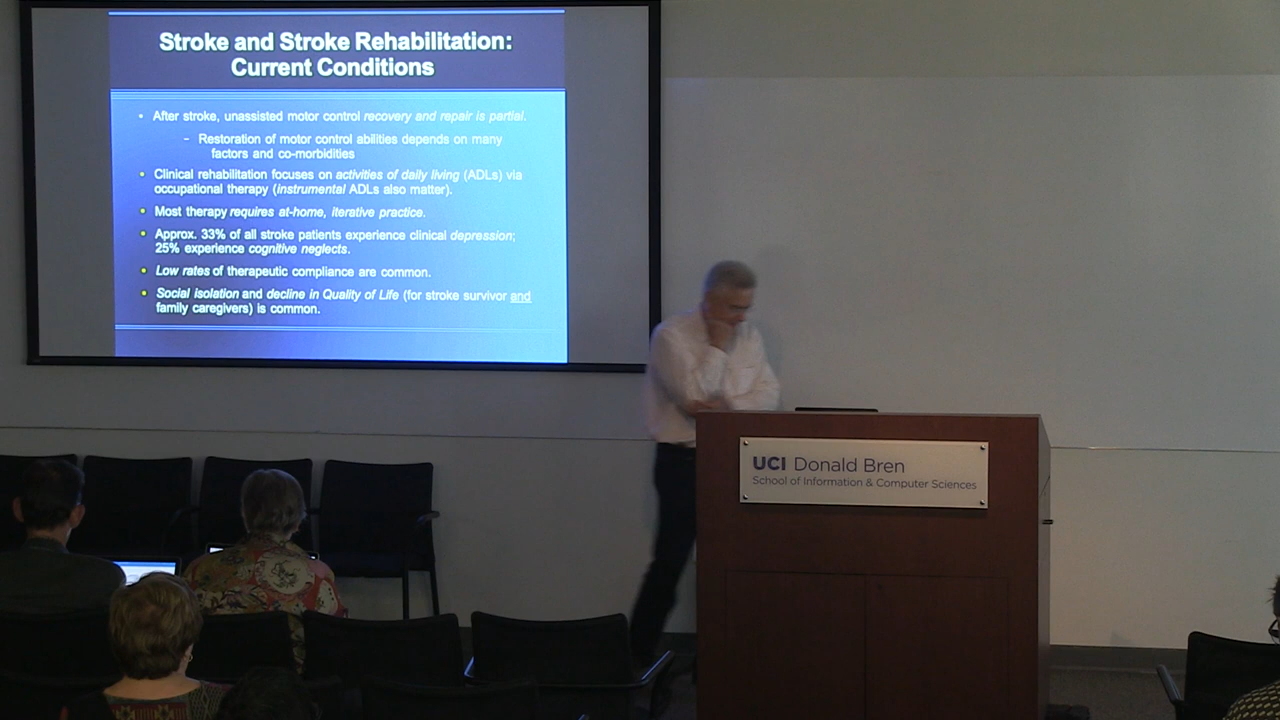 Stroke and Stroke Rehabilitation:
Current Conditions
• After stroke, unassisted motor control recovery and repair is partial.
– Restoration of motor control abilities depends on many
factors and co-morbidities
• Clinical rehabilitation focuses on activities of daily living (ADLs) via
occupational therapy (instrumental ADLs also matter).
• Most therapy requires at-home, iterative practice.
• Approx. 33% of all stroke patients experience clinical depression;
25% experience cognitive neglects.
• Low rates of therapeutic compliance are common.
• Social isolation and decline in Quality of Life (for stroke survivor and
family caregivers) is common.
UCI Donald Bren
School of Information & Computer Sciences